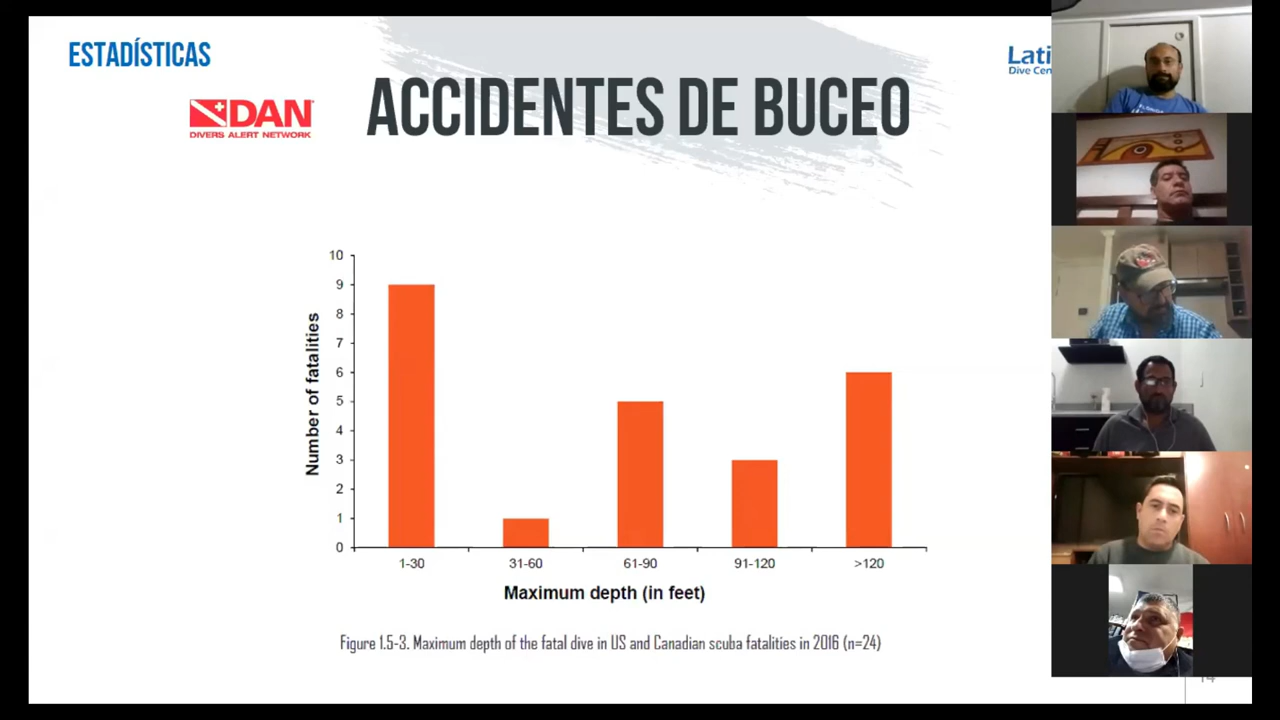 ESTADÍSTICAS
Lati
Dive Cen
DAN
DIVERS ALERT NETWORK
ACCIDENTES DE BUCEO
Number of fatalities
10
9
8
7
6
5
4
3
2
1
0
1-30 31-60 61-90 91-120 >120
Maximum depth (in feet)
Figure 1.5-3. Maximum depth of the fatal dive in US and Canadian scuba fatalities in 2016 (n=24)
14